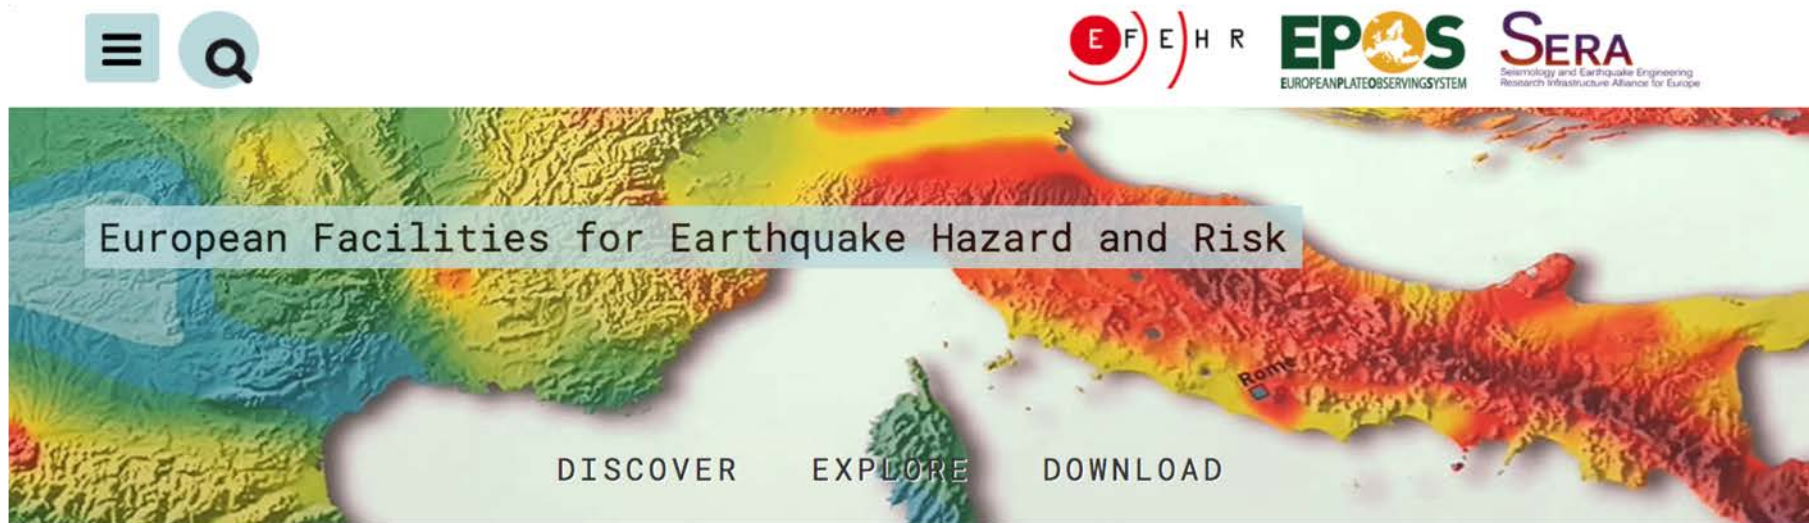 EFEHR
EPOS
EUROPEANPLATEOBSERVINGSYSTEM
SERA
Seismology and Earthquake Engineering
Research Infrastructure Alliance for Europe
European Facilities for Earthquake Hazard and Risk
Rome
DISCOVER EXPLORE DOWNLOAD